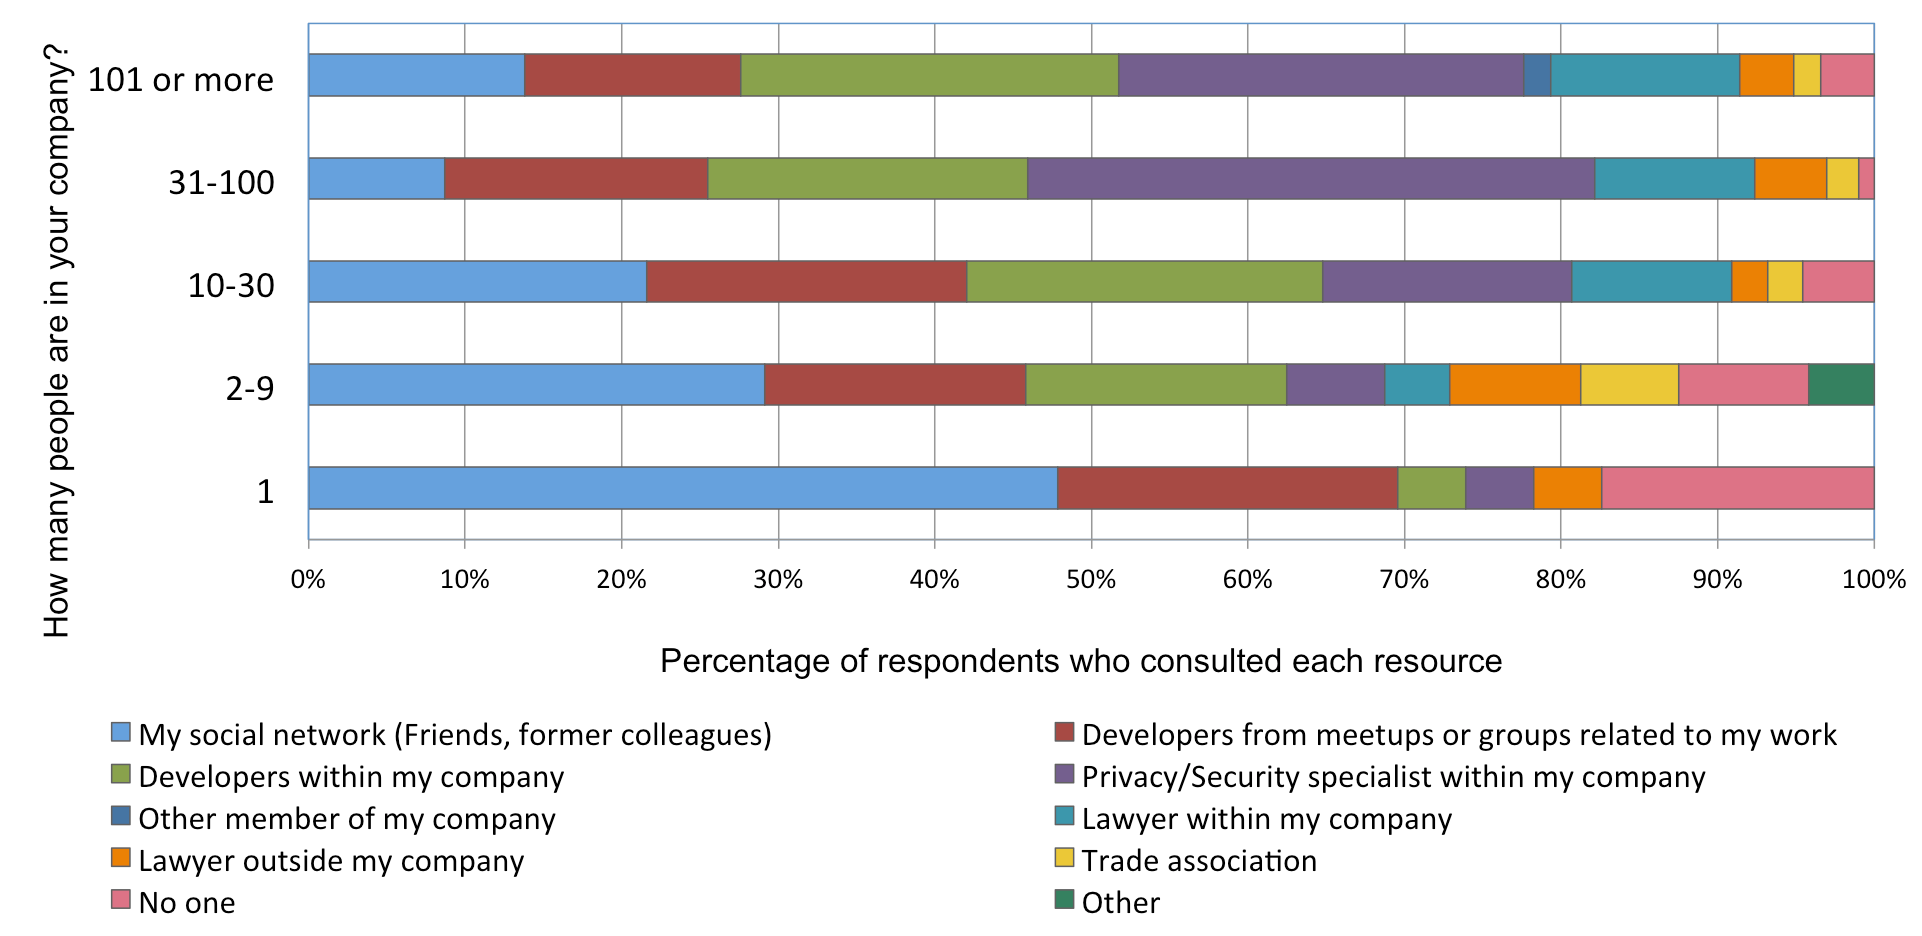 How many people are in your company?
101 or more
31-100
10-30
2-9
1
0% 10% 20% 30% 40% 50% 60% 70% 80% 90% 100%
Percentage of respondents who consulted each resource
My social network (Friends, former colleagues)
Developers from meetups or groups related to my work
Developers within my company
Privacy/Security specialist within my company
Other member of my company
Lawyer within my company
Lawyer outside my company
Trade association
No one
Other